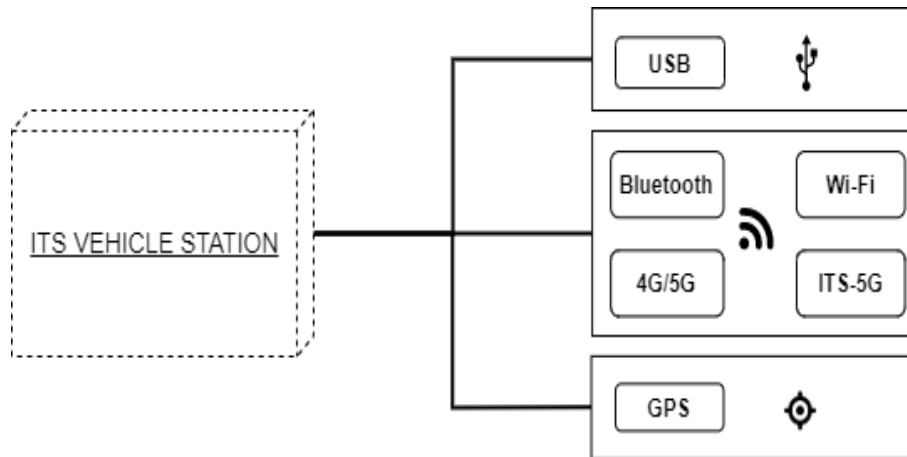 USB
ITS VEHICLE STATION
Bluetooth
Wi-Fi
4G/5G
ITS-5G
GPS